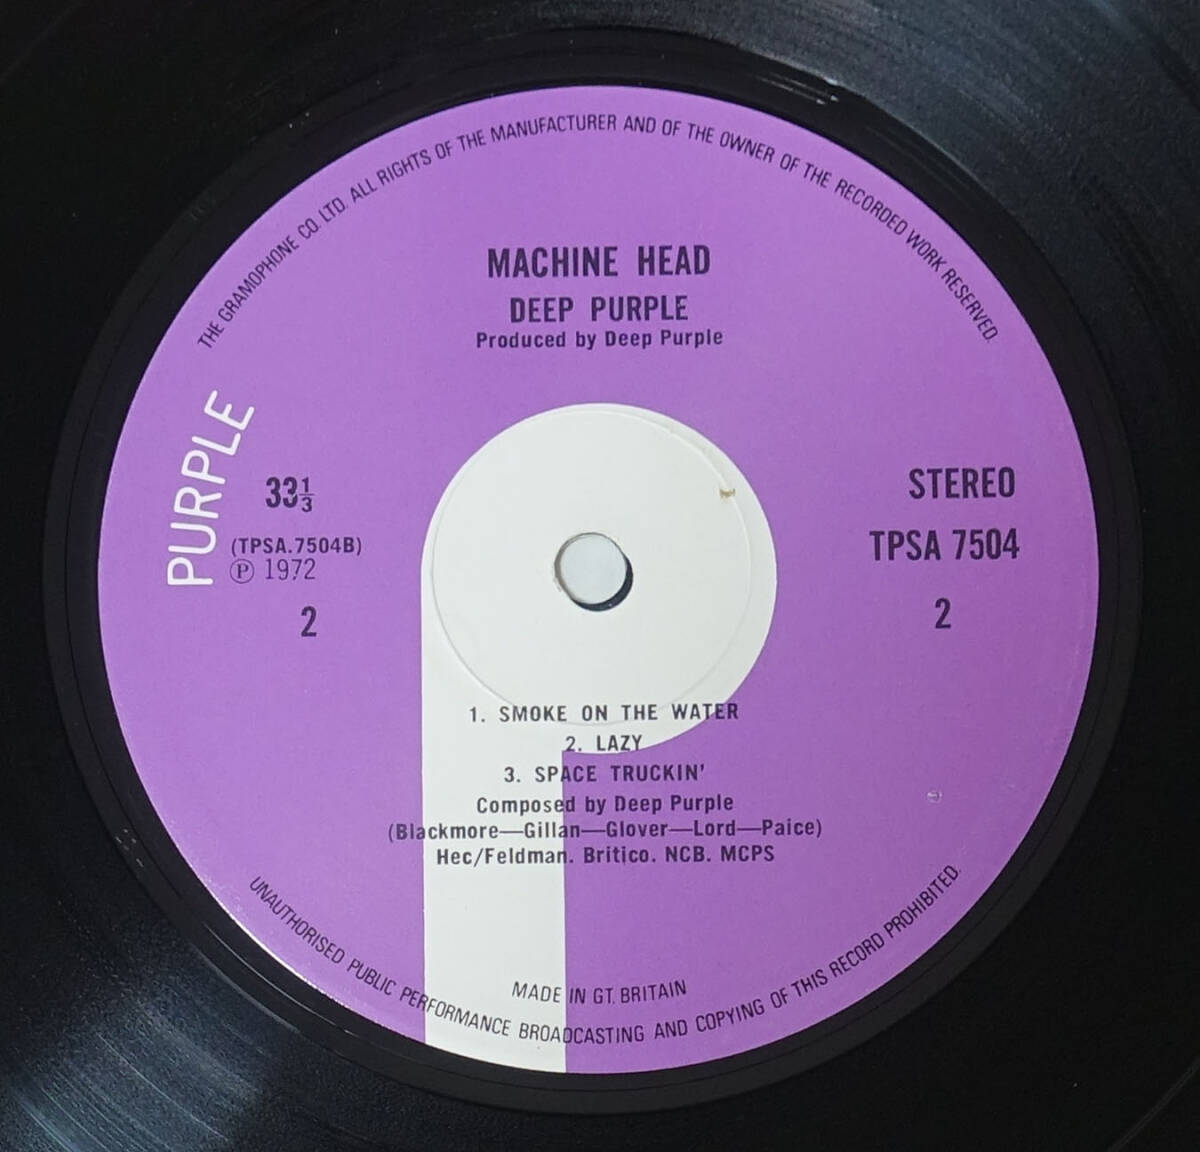 THE GRAMOPHONE CO. LTD. ALL RIGHTS OF THE MANUFACTURER AND OF THE OWNER OF THE RECORDED WORK RESERVED.
MACHINE HEAD
DEEP PURPLE
Produced by Deep Purple
PURPLE
33⅓
(TPSA.7504B)
℗ 1972
2
STEREO
TPSA 7504
2
1. SMOKE ON THE WATER
2. LAZY
3. SPACE TRUCKIN'
Composed by Deep Purple
(Blackmore—Gillan—Glover—Lord—Paice)
Hec/Feldman. Britico. NCB. MCPS
MADE IN GT. BRITAIN
UNAUTHORISED PUBLIC PERFORMANCE BROADCASTING AND COPYING OF THIS RECORD PROHIBITED.